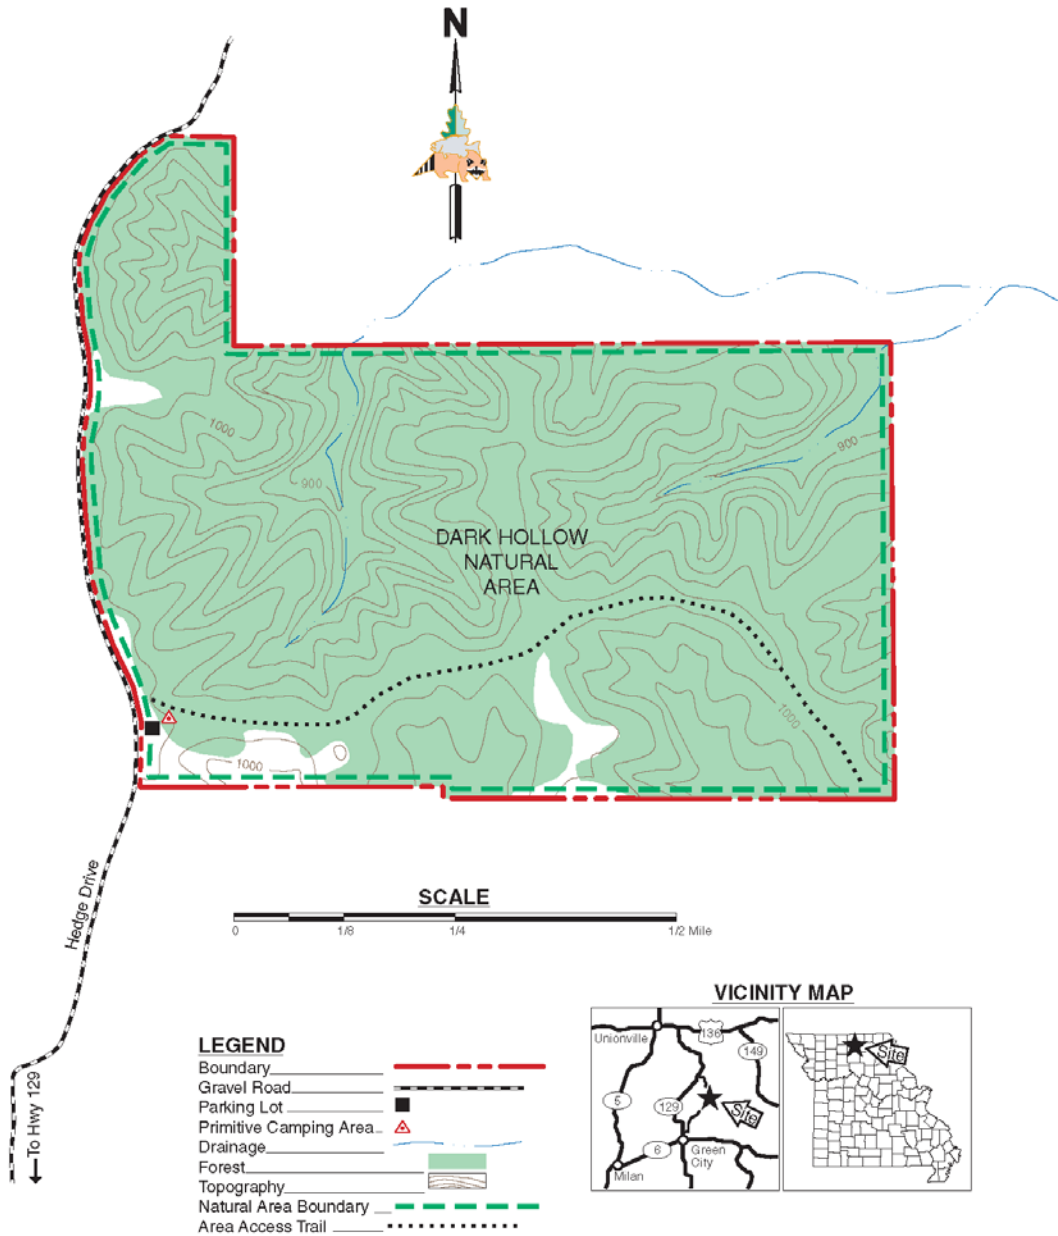 N
1000
900
900
DARK HOLLOW
NATURAL
AREA
1000
1000
Hedge Drive
To Hwy 129
SCALE
0 1/8 1/4 1/2 Mile
VICINITY MAP
Unionville
136
149
5
129
Site
6
Green
City
Milan
Site
LEGEND
Boundary
Gravel Road
Parking Lot
Primitive Camping Area
Drainage
Forest
Topography
Natural Area Boundary
Area Access Trail